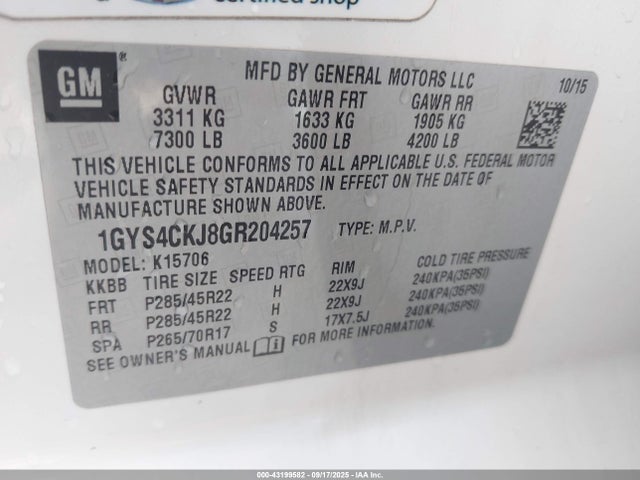 Certified Shop
GM
MFD BY GENERAL MOTORS LLC 10/15
GVWR GAWR FRT GAWR RR
3311 KG 1633 KG 1905 KG
7300 LB 3600 LB 4200 LB
THIS VEHICLE CONFORMS TO ALL APPLICABLE U.S. FEDERAL MOTOR
VEHICLE SAFETY STANDARDS IN EFFECT ON THE DATE OF
MANUFACTURE SHOWN ABOVE.
1GYS4CKJ8GR204257 TYPE: M.P.V.
MODEL: K15706
KKBB TIRE SIZE SPEED RTG RIM COLD TIRE PRESSURE
FRT P285/45R22 H 22X9J 240KPA(35PSI)
RR P285/45R22 H 22X9J 240KPA(35PSI)
SPA P265/70R17 S 17X7.5J 240KPA(35PSI)
SEE OWNER'S MANUAL FOR MORE INFORMATION.
000-43199582 - 09/17/2025 - IAA Inc.